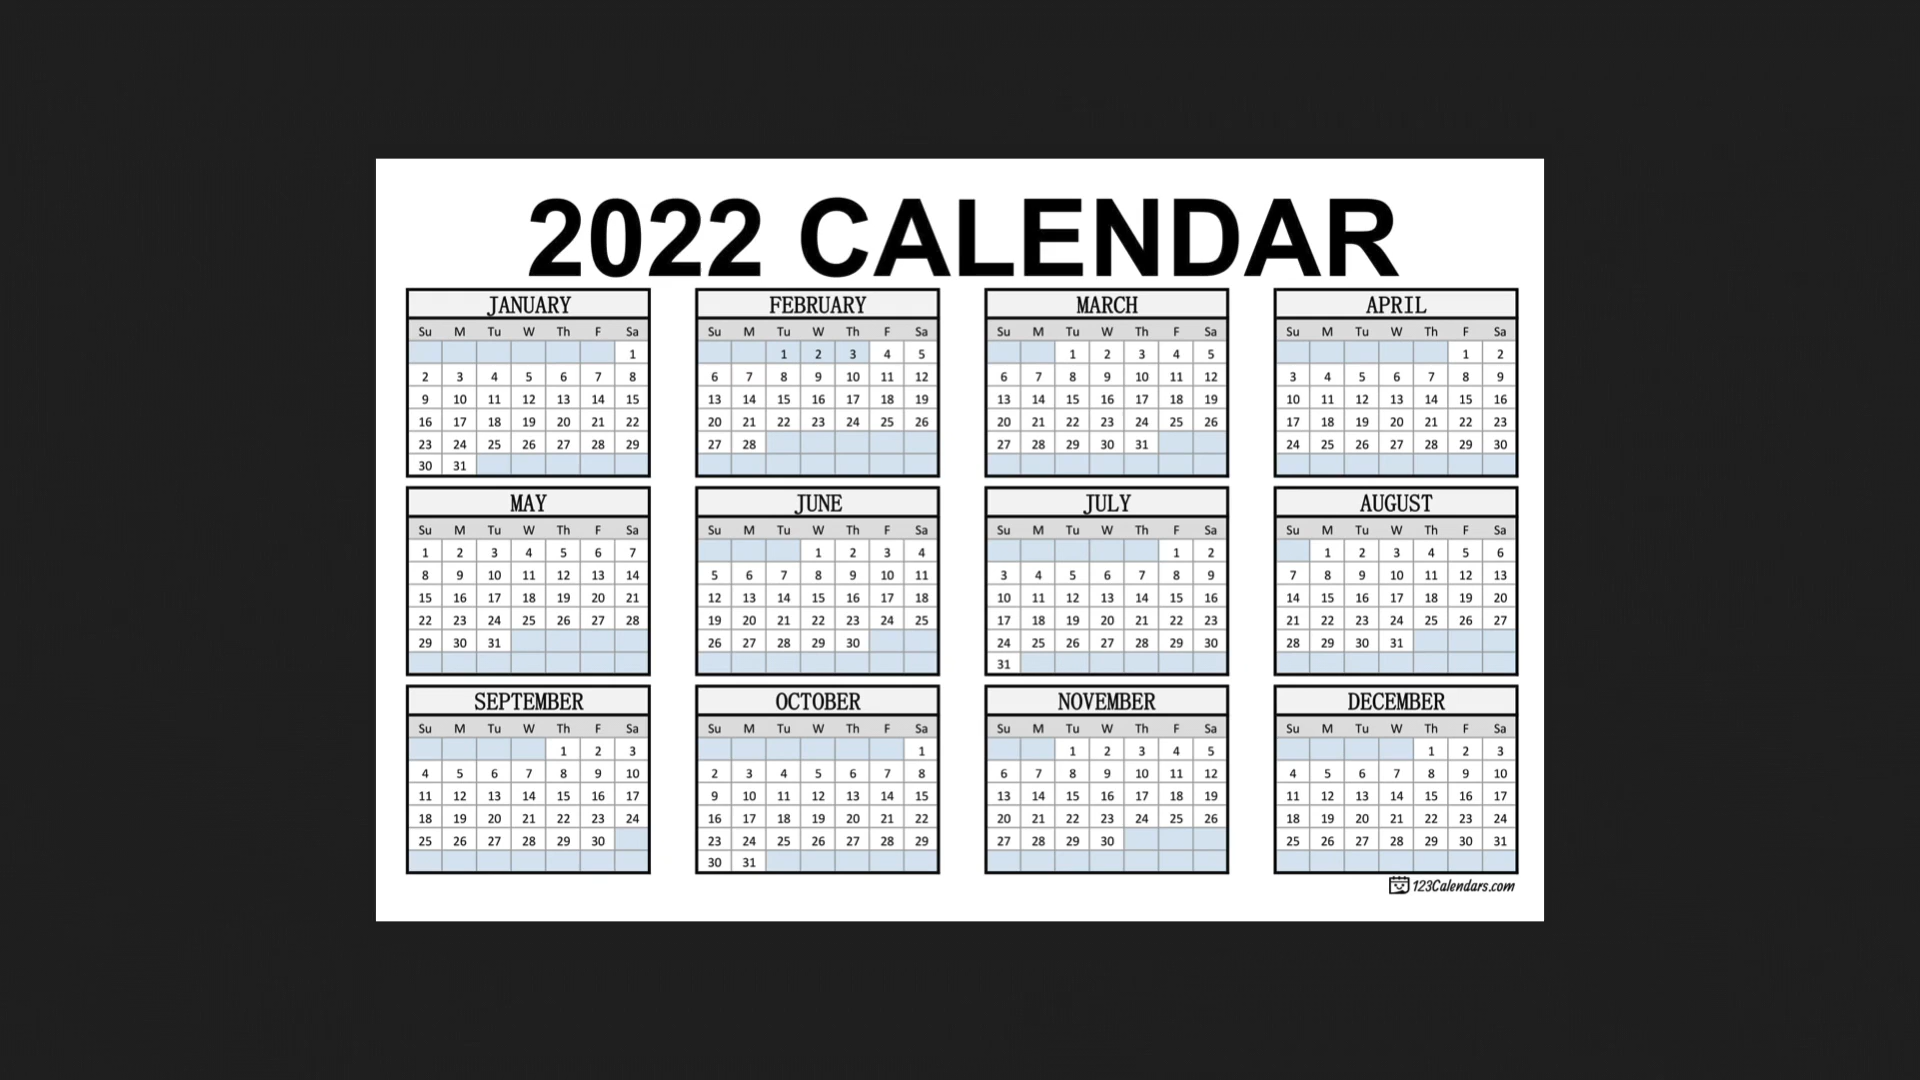 2022 CALENDAR
JANUARY
Su M Tu W Th F Sa
1
2 3 4 5 6 7 8
9 10 11 12 13 14 15
16 17 18 19 20 21 22
23 24 25 26 27 28 29
30 31
FEBRUARY
Su M Tu W Th F Sa
1 2 3 4 5
6 7 8 9 10 11 12
13 14 15 16 17 18 19
20 21 22 23 24 25 26
27 28
MARCH
Su M Tu W Th F Sa
1 2 3 4 5
6 7 8 9 10 11 12
13 14 15 16 17 18 19
20 21 22 23 24 25 26
27 28 29 30 31
APRIL
Su M Tu W Th F Sa
1 2
3 4 5 6 7 8 9
10 11 12 13 14 15 16
17 18 19 20 21 22 23
24 25 26 27 28 29 30
MAY
Su M Tu W Th F Sa
1 2 3 4 5 6 7
8 9 10 11 12 13 14
15 16 17 18 19 20 21
22 23 24 25 26 27 28
29 30 31
JUNE
Su M Tu W Th F Sa
1 2 3 4
5 6 7 8 9 10 11
12 13 14 15 16 17 18
19 20 21 22 23 24 25
26 27 28 29 30
JULY
Su M Tu W Th F Sa
1 2
3 4 5 6 7 8 9
10 11 12 13 14 15 16
17 18 19 20 21 22 23
24 25 26 27 28 29 30
31
AUGUST
Su M Tu W Th F Sa
1 2 3 4 5 6
7 8 9 10 11 12 13
14 15 16 17 18 19 20
21 22 23 24 25 26 27
28 29 30 31
SEPTEMBER
Su M Tu W Th F Sa
1 2 3
4 5 6 7 8 9 10
11 12 13 14 15 16 17
18 19 20 21 22 23 24
25 26 27 28 29 30
OCTOBER
Su M Tu W Th F Sa
1
2 3 4 5 6 7 8
9 10 11 12 13 14 15
16 17 18 19 20 21 22
23 24 25 26 27 28 29
30 31
NOVEMBER
Su M Tu W Th F Sa
1 2 3 4 5
6 7 8 9 10 11 12
13 14 15 16 17 18 19
20 21 22 23 24 25 26
27 28 29 30
DECEMBER
Su M Tu W Th F Sa
1 2 3
4 5 6 7 8 9 10
11 12 13 14 15 16 17
18 19 20 21 22 23 24
25 26 27 28 29 30 31
123Calendars.com